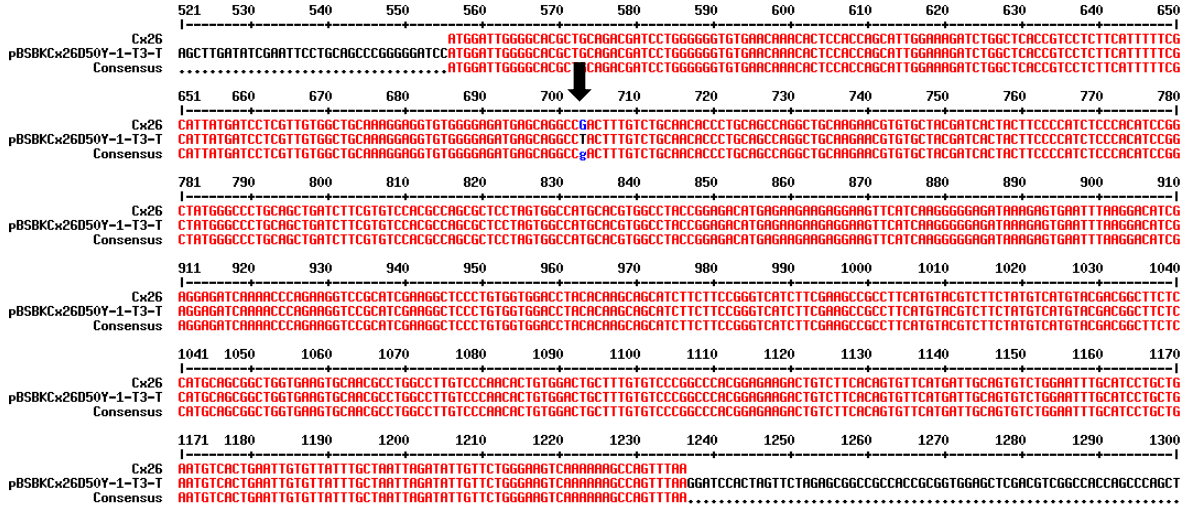 521 530 540 550 560 570 580 590 600 610 620 630 640 650
|--------+---------+---------+---------+---------+---------+---------+---------+---------+---------+---------+---------+---------|
Cx26 ATGGATTGGGGCACGCTGCAGACGATCCTGGGGGGTGTGAACAAACACTCCACCAGCATTGGAAAGATCTGGCTCACCGTCCTCTTCATTTTTCG
pBSBKCx26D50Y-1-T3-T AGCTTGATATCGAATTCCTGCAGCCCGGGGGATCCATGGATTGGGGCACGCTGCAGACGATCCTGGGGGGTGTGAACAAACACTCCACCAGCATTGGAAAGATCTGGCTCACCGTCCTCTTCATTTTTCG
Consensus ...................................ATGGATTGGGGCACGCTGCAGACGATCCTGGGGGGTGTGAACAAACACTCCACCAGCATTGGAAAGATCTGGCTCACCGTCCTCTTCATTTTTCG
651 660 670 680 690 700 710 720 730 740 750 760 770 780
|--------+---------+---------+---------+---------+---------+---------+---------+---------+---------+---------+---------+---------|
Cx26 CATTATGATCCTCGTTGTGGCTGCAAAGGAGGTGTGGGGAGATGAGCAGGCCGACTTTGTCTGCAACACCCTGCAGCCAGGCTGCAAGAACGTGTGCTACGATCACTACTTCCCCATCTCCCACATCCGG
pBSBKCx26D50Y-1-T3-T CATTATGATCCTCGTTGTGGCTGCAAAGGAGGTGTGGGGAGATGAGCAGGCCTACTTTGTCTGCAACACCCTGCAGCCAGGCTGCAAGAACGTGTGCTACGATCACTACTTCCCCATCTCCCACATCCGG
Consensus CATTATGATCCTCGTTGTGGCTGCAAAGGAGGTGTGGGGAGATGAGCAGGCCgACTTTGTCTGCAACACCCTGCAGCCAGGCTGCAAGAACGTGTGCTACGATCACTACTTCCCCATCTCCCACATCCGG
781 790 800 810 820 830 840 850 860 870 880 890 900 910
|--------+---------+---------+---------+---------+---------+---------+---------+---------+---------+---------+---------+---------|
Cx26 CTATGGGCCCTGCAGCTGATCTTCGTGTCCACGCCAGCGCTCCTAGTGGCCATGCACGTGGCCTACCGGAGACATGAGAAGAAGAGGAAGTTCATCAAGGGGGAGATAAAGAGTGAATTTAAGGACATCG
pBSBKCx26D50Y-1-T3-T CTATGGGCCCTGCAGCTGATCTTCGTGTCCACGCCAGCGCTCCTAGTGGCCATGCACGTGGCCTACCGGAGACATGAGAAGAAGAGGAAGTTCATCAAGGGGGAGATAAAGAGTGAATTTAAGGACATCG
Consensus CTATGGGCCCTGCAGCTGATCTTCGTGTCCACGCCAGCGCTCCTAGTGGCCATGCACGTGGCCTACCGGAGACATGAGAAGAAGAGGAAGTTCATCAAGGGGGAGATAAAGAGTGAATTTAAGGACATCG
911 920 930 940 950 960 970 980 990 1000 1010 1020 1030 1040
|--------+---------+---------+---------+---------+---------+---------+---------+---------+---------+---------+---------+---------|
Cx26 AGGAGATCAAAACCCAGAAGGTCCGCATCGAAGGCTCCCTGTGGTGGACCTACACAAGCAGCATCTTCTTCCGGGTCATCTTCGAAGCCGCCTTCATGTACGTCTTCTATGTCATGTACGACGGCTTCTC
pBSBKCx26D50Y-1-T3-T AGGAGATCAAAACCCAGAAGGTCCGCATCGAAGGCTCCCTGTGGTGGACCTACACAAGCAGCATCTTCTTCCGGGTCATCTTCGAAGCCGCCTTCATGTACGTCTTCTATGTCATGTACGACGGCTTCTC
Consensus AGGAGATCAAAACCCAGAAGGTCCGCATCGAAGGCTCCCTGTGGTGGACCTACACAAGCAGCATCTTCTTCCGGGTCATCTTCGAAGCCGCCTTCATGTACGTCTTCTATGTCATGTACGACGGCTTCTC
1041 1050 1060 1070 1080 1090 1100 1110 1120 1130 1140 1150 1160 1170
|--------+---------+---------+---------+---------+---------+---------+---------+---------+---------+---------+---------+---------|
Cx26 CATGCAGCGGCTGGTGAAGTGCAACGCCTGGCCTTGTCCCAACACTGTGGACTGCTTTGTGTCCCGGCCCACGGAGAAGACTGTCTTCACAGTGTTCATGATTGCAGTGTCTGGAATTTGCATCCTGCTG
pBSBKCx26D50Y-1-T3-T CATGCAGCGGCTGGTGAAGTGCAACGCCTGGCCTTGTCCCAACACTGTGGACTGCTTTGTGTCCCGGCCCACGGAGAAGACTGTCTTCACAGTGTTCATGATTGCAGTGTCTGGAATTTGCATCCTGCTG
Consensus CATGCAGCGGCTGGTGAAGTGCAACGCCTGGCCTTGTCCCAACACTGTGGACTGCTTTGTGTCCCGGCCCACGGAGAAGACTGTCTTCACAGTGTTCATGATTGCAGTGTCTGGAATTTGCATCCTGCTG
1171 1180 1190 1200 1210 1220 1230 1240 1250 1260 1270 1280 1290 1300
|--------+---------+---------+---------+---------+---------+---------+---------+---------+---------+---------+---------+---------|
Cx26 AATGTCACTGAATTGTGTTATTTGCTAATTAGATATTGTTCTGGGAAGTCAAAAAAGCCAGTTTAA
pBSBKCx26D50Y-1-T3-T AATGTCACTGAATTGTGTTATTTGCTAATTAGATATTGTTCTGGGAAGTCAAAAAAGCCAGTTTAAGGATCCACTAGTTCTAGAGCGGCCGCCACCGCGGTGGAGCTCGACGTCGGCCACCAGCCCAGCT
Consensus AATGTCACTGAATTGTGTTATTTGCTAATTAGATATTGTTCTGGGAAGTCAAAAAAGCCAGTTTAA................................................................